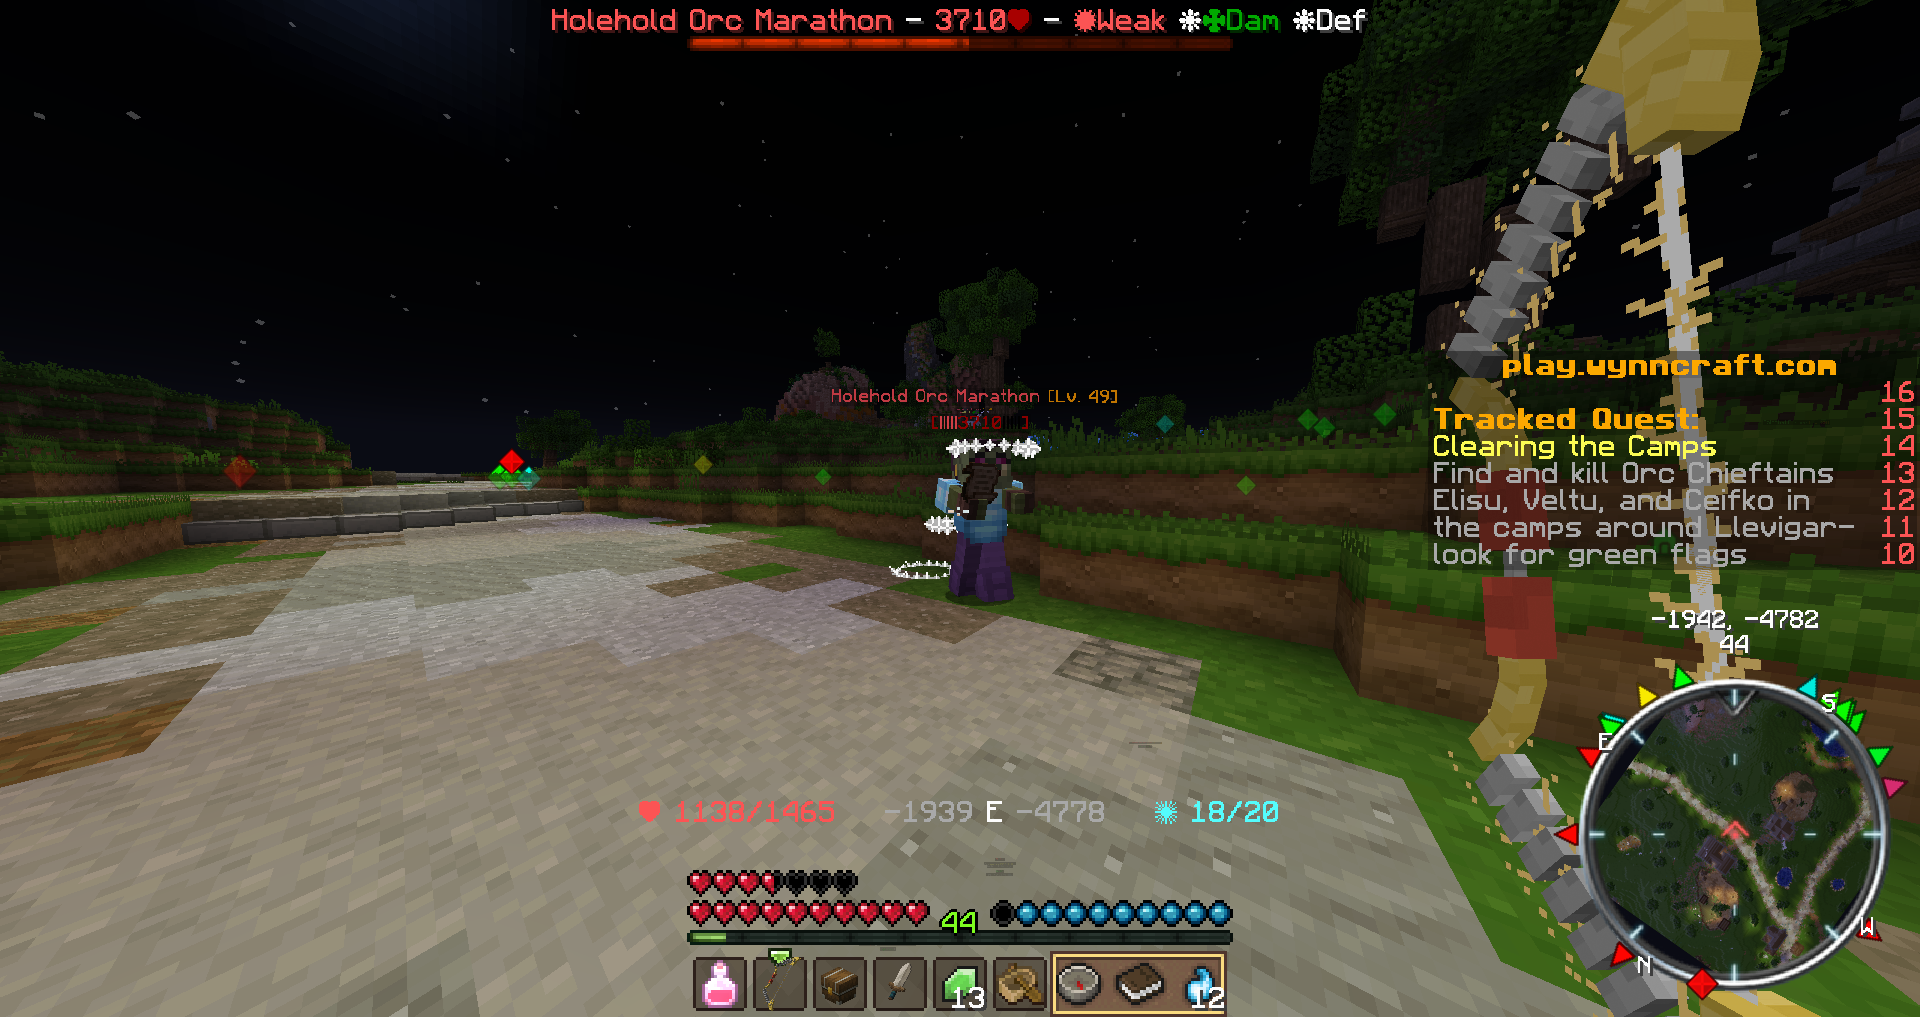 Holehold Orc Marathon - 3710❤ - ✹Weak ❋✤Dam ❋Def
Holehold Orc Marathon [Lv. 49]
[|||||3710 ]
play.wynncraft.com
16
Tracked Quest: 15
Clearing the Camps 14
Find and kill Orc Chieftains 13
Elisu, Veltu, and Ceifko in 12
the camps around Llevigar- 11
look for green flags 10
-1942, -4782
44
S
E
W
N
1138/1465 -1939 E -4778 18/20
44
13
12